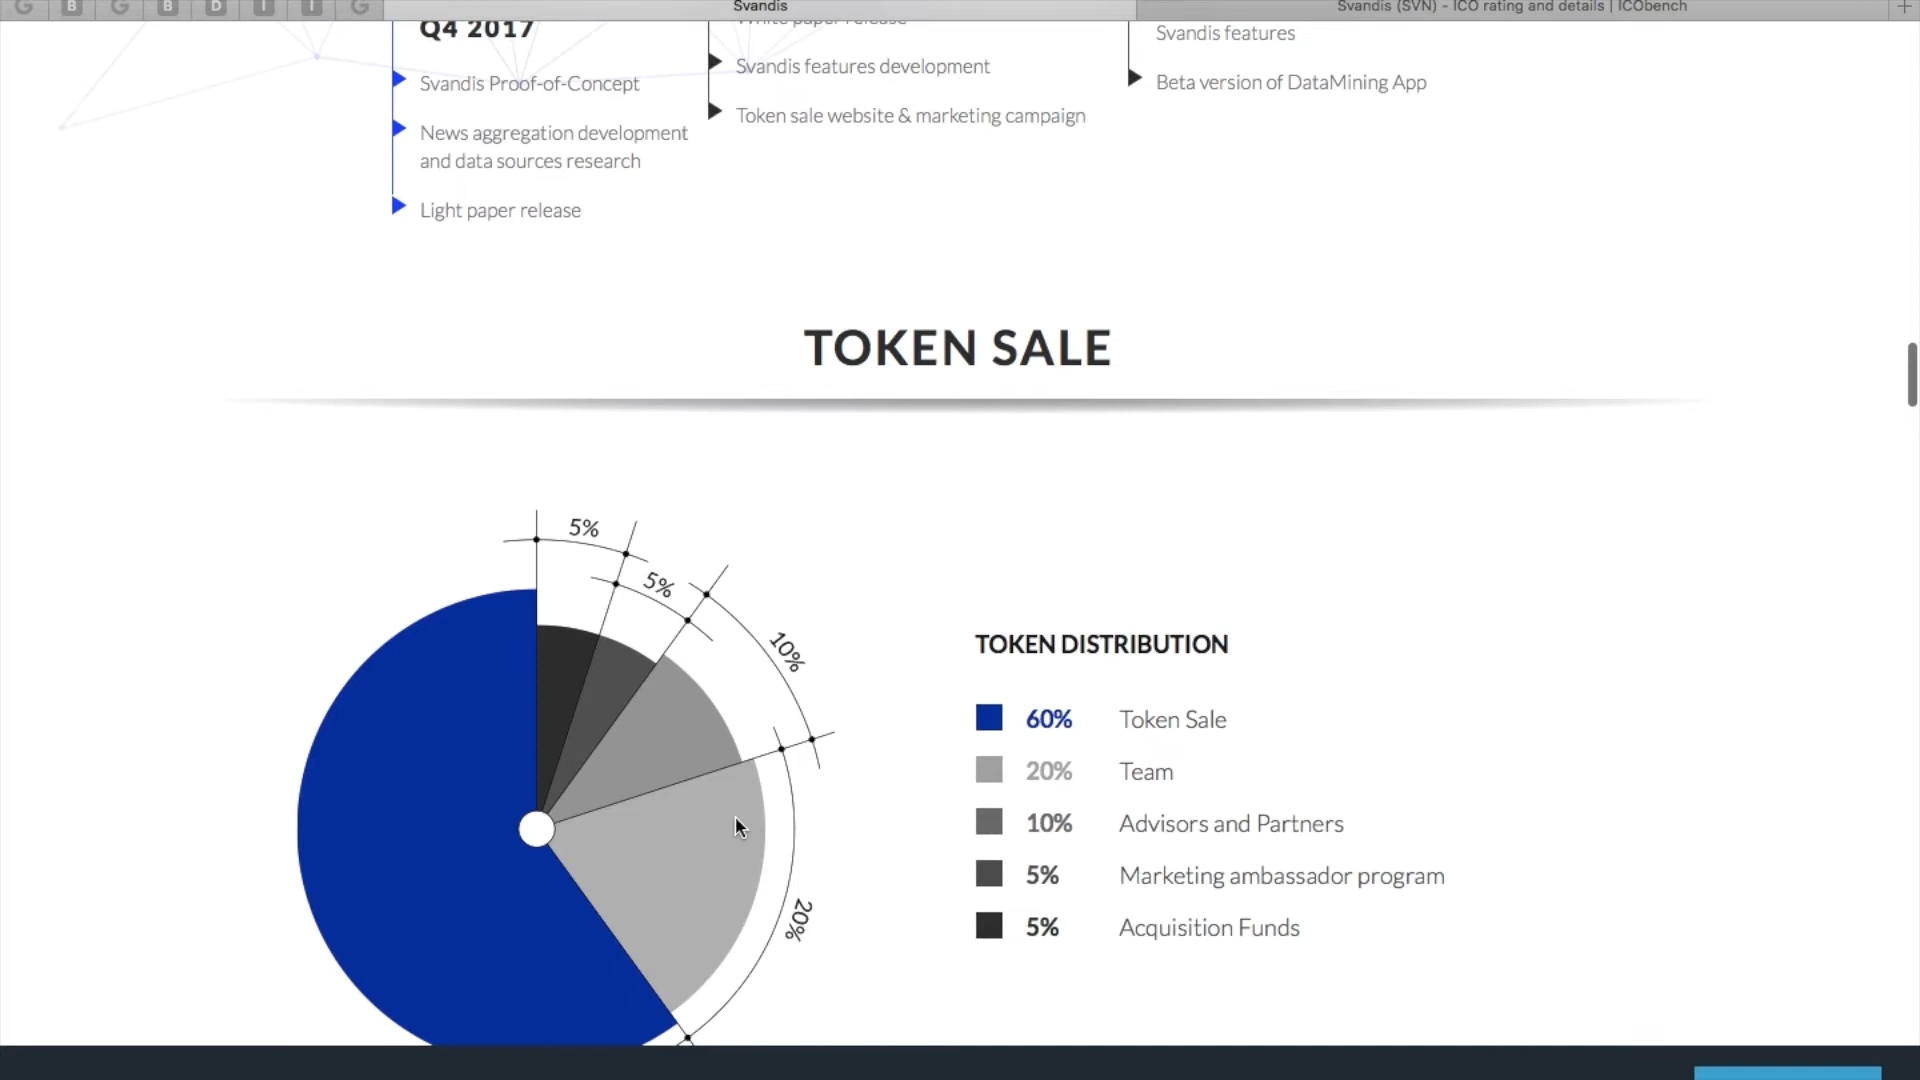 G B G B D I I G
Svandis
Svandis (SVN) - ICO rating and details | ICObench
Q4 2017
Svandis Proof-of-Concept
News aggregation development
and data sources research
Light paper release
White paper release
Svandis features development
Token sale website & marketing campaign
Svandis features
Beta version of DataMining App
TOKEN SALE
5%
5%
10%
20%
TOKEN DISTRIBUTION
60% Token Sale
20% Team
10% Advisors and Partners
5% Marketing ambassador program
5% Acquisition Funds